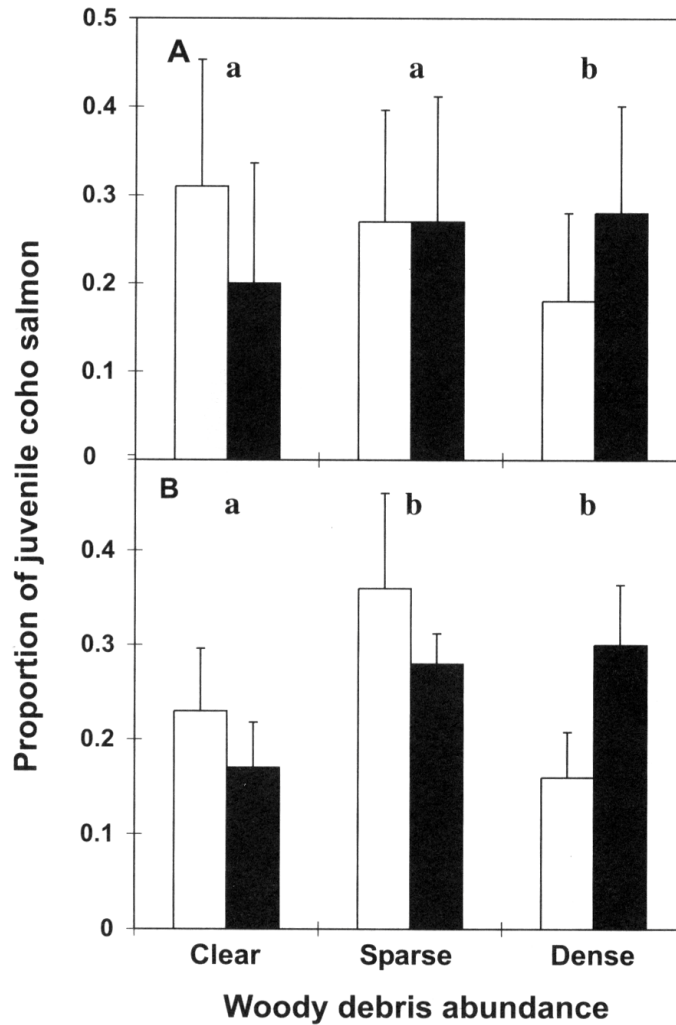 Proportion of juvenile coho salmon
0.5
A
a
a
b
0.4
0.3
0.2
0.1
0
B
a
b
b
0.4
0.3
0.2
0.1
0
Clear
Sparse
Dense
Woody debris abundance